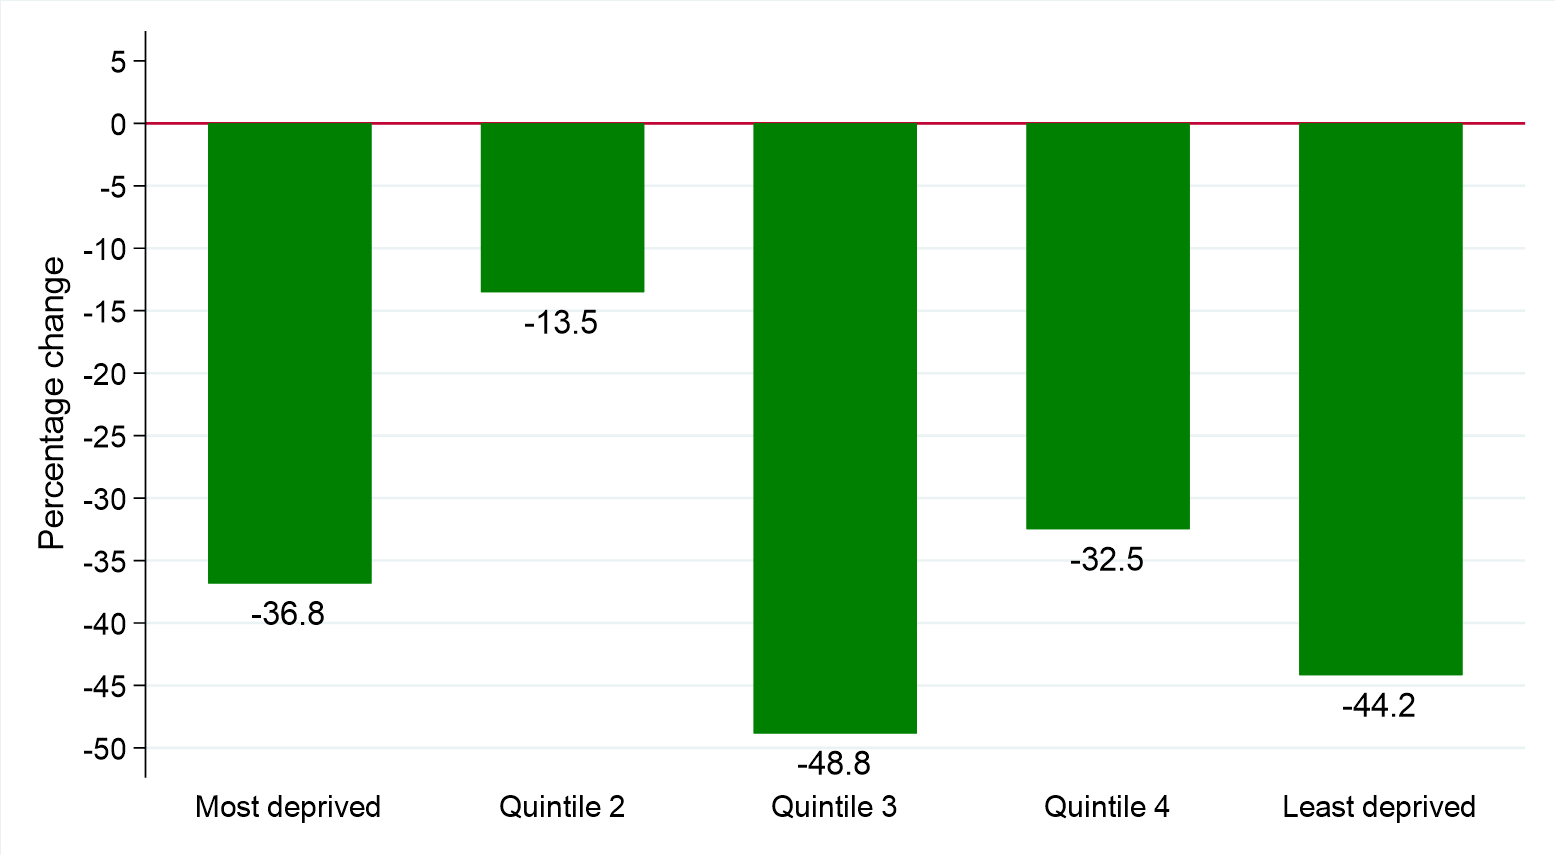 Percentage change
5
0
-5
-10
-15
-20
-25
-30
-35
-40
-45
-50
-36.8
-13.5
-48.8
-32.5
-44.2
Most deprived
Quintile 2
Quintile 3
Quintile 4
Least deprived